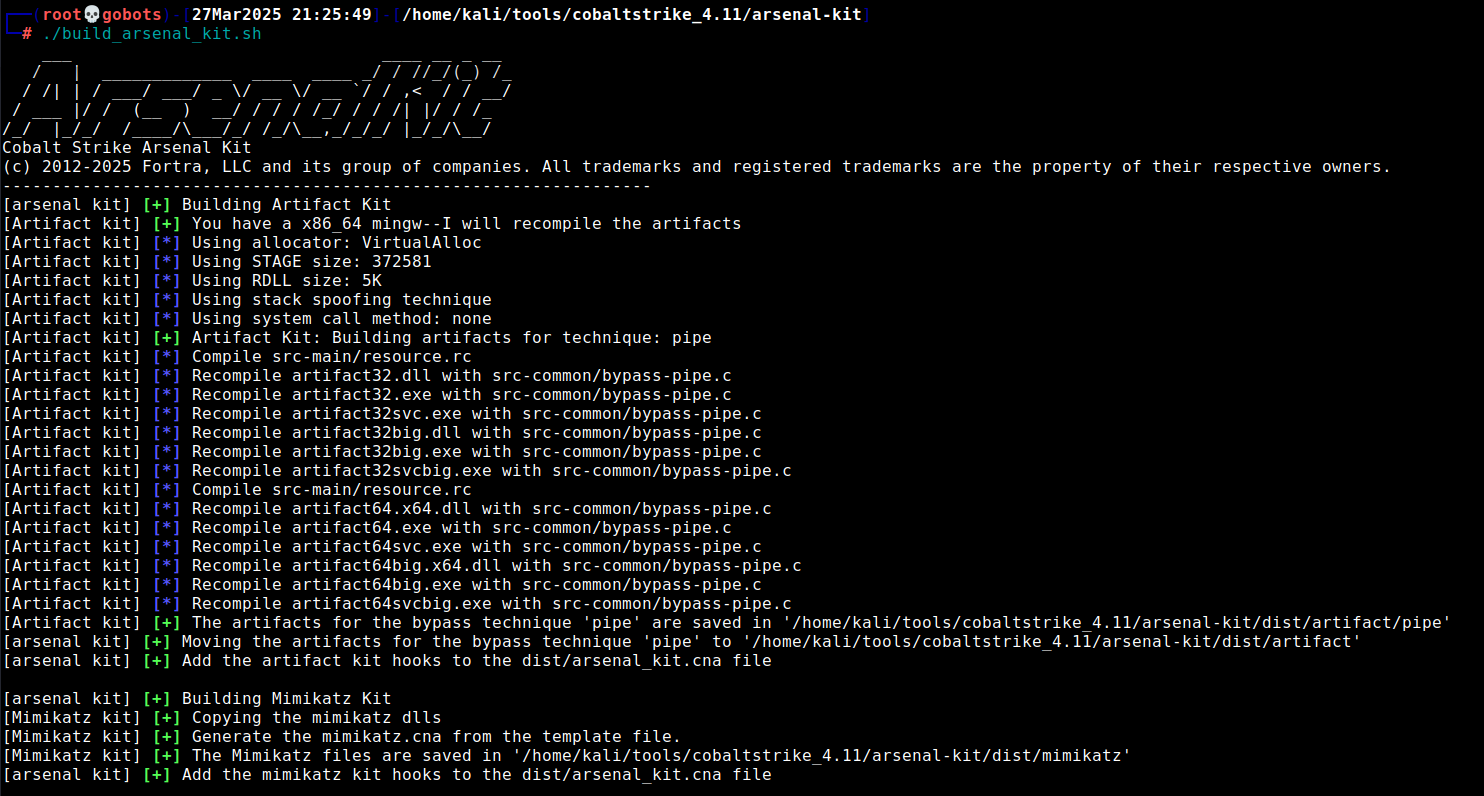 root💀gobots)-[27Mar2025 21:25:49]-[/home/kali/tools/cobaltstrike_4.11/arsenal-kit]
# ./build_arsenal_kit.sh
ArsenalKit
Cobalt Strike Arsenal Kit
(c) 2012-2025 Fortra, LLC and its group of companies. All trademarks and registered trademarks are the property of their respective owners.
-----------------------------------------------------------------
[arsenal kit] [+] Building Artifact Kit
[Artifact kit] [+] You have a x86_64 mingw--I will recompile the artifacts
[Artifact kit] [*] Using allocator: VirtualAlloc
[Artifact kit] [*] Using STAGE size: 372581
[Artifact kit] [*] Using RDLL size: 5K
[Artifact kit] [*] Using stack spoofing technique
[Artifact kit] [*] Using system call method: none
[Artifact kit] [+] Artifact Kit: Building artifacts for technique: pipe
[Artifact kit] [*] Compile src-main/resource.rc
[Artifact kit] [*] Recompile artifact32.dll with src-common/bypass-pipe.c
[Artifact kit] [*] Recompile artifact32.exe with src-common/bypass-pipe.c
[Artifact kit] [*] Recompile artifact32svc.exe with src-common/bypass-pipe.c
[Artifact kit] [*] Recompile artifact32big.dll with src-common/bypass-pipe.c
[Artifact kit] [*] Recompile artifact32big.exe with src-common/bypass-pipe.c
[Artifact kit] [*] Recompile artifact32svcbig.exe with src-common/bypass-pipe.c
[Artifact kit] [*] Compile src-main/resource.rc
[Artifact kit] [*] Recompile artifact64.x64.dll with src-common/bypass-pipe.c
[Artifact kit] [*] Recompile artifact64.exe with src-common/bypass-pipe.c
[Artifact kit] [*] Recompile artifact64svc.exe with src-common/bypass-pipe.c
[Artifact kit] [*] Recompile artifact64big.x64.dll with src-common/bypass-pipe.c
[Artifact kit] [*] Recompile artifact64big.exe with src-common/bypass-pipe.c
[Artifact kit] [*] Recompile artifact64svcbig.exe with src-common/bypass-pipe.c
[Artifact kit] [+] The artifacts for the bypass technique 'pipe' are saved in '/home/kali/tools/cobaltstrike_4.11/arsenal-kit/dist/artifact/pipe'
[arsenal kit] [+] Moving the artifacts for the bypass technique 'pipe' to '/home/kali/tools/cobaltstrike_4.11/arsenal-kit/dist/artifact'
[arsenal kit] [+] Add the artifact kit hooks to the dist/arsenal_kit.cna file
[arsenal kit] [+] Building Mimikatz Kit
[Mimikatz kit] [+] Copying the mimikatz dlls
[Mimikatz kit] [+] Generate the mimikatz.cna from the template file.
[Mimikatz kit] [+] The Mimikatz files are saved in '/home/kali/tools/cobaltstrike_4.11/arsenal-kit/dist/mimikatz'
[arsenal kit] [+] Add the mimikatz kit hooks to the dist/arsenal_kit.cna file